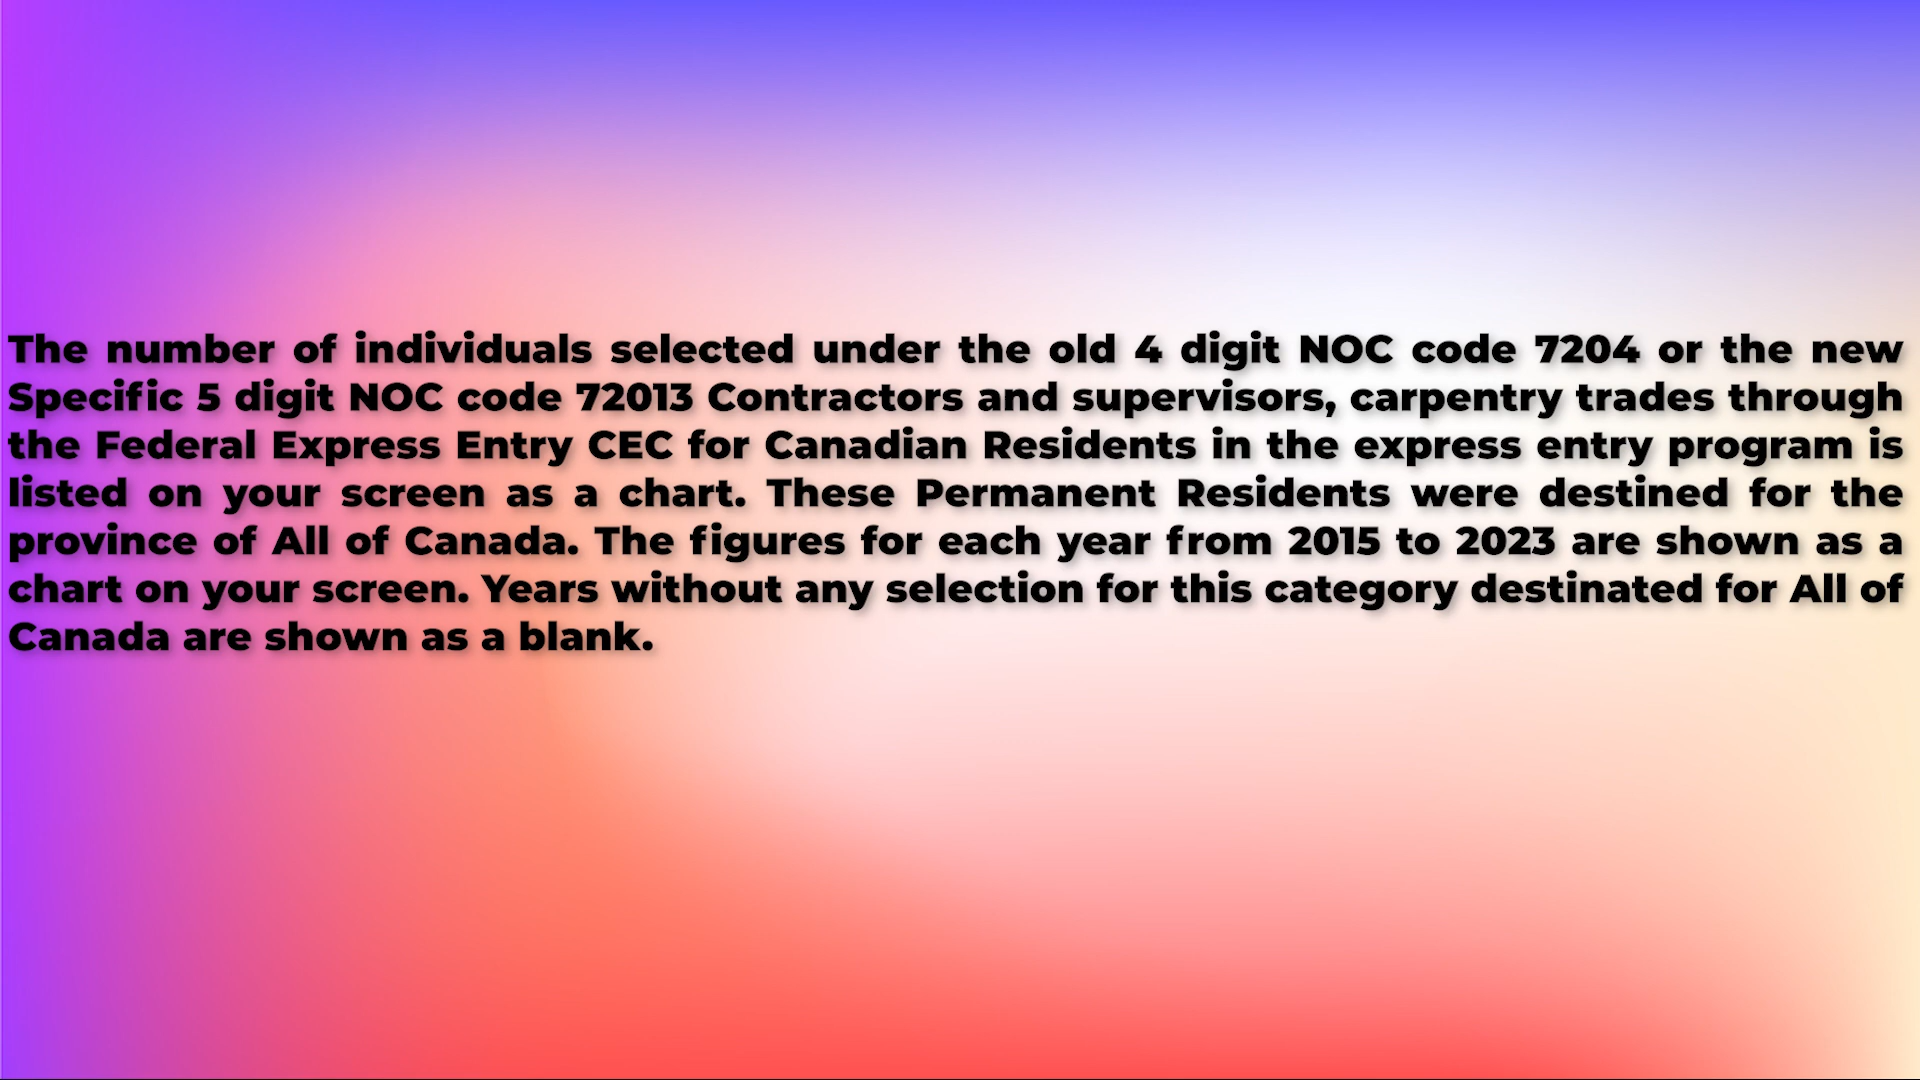 The number of individuals selected under the old 4 digit NOC code 7204 or the new
Specific 5 digit NOC code 72013 Contractors and supervisors, carpentry trades through
the Federal Express Entry CEC for Canadian Residents in the express entry program is
listed on your screen as a chart. These Permanent Residents were destined for the
province of All of Canada. The figures for each year from 2015 to 2023 are shown as a
chart on your screen. Years without any selection for this category destinated for All of
Canada are shown as a blank.